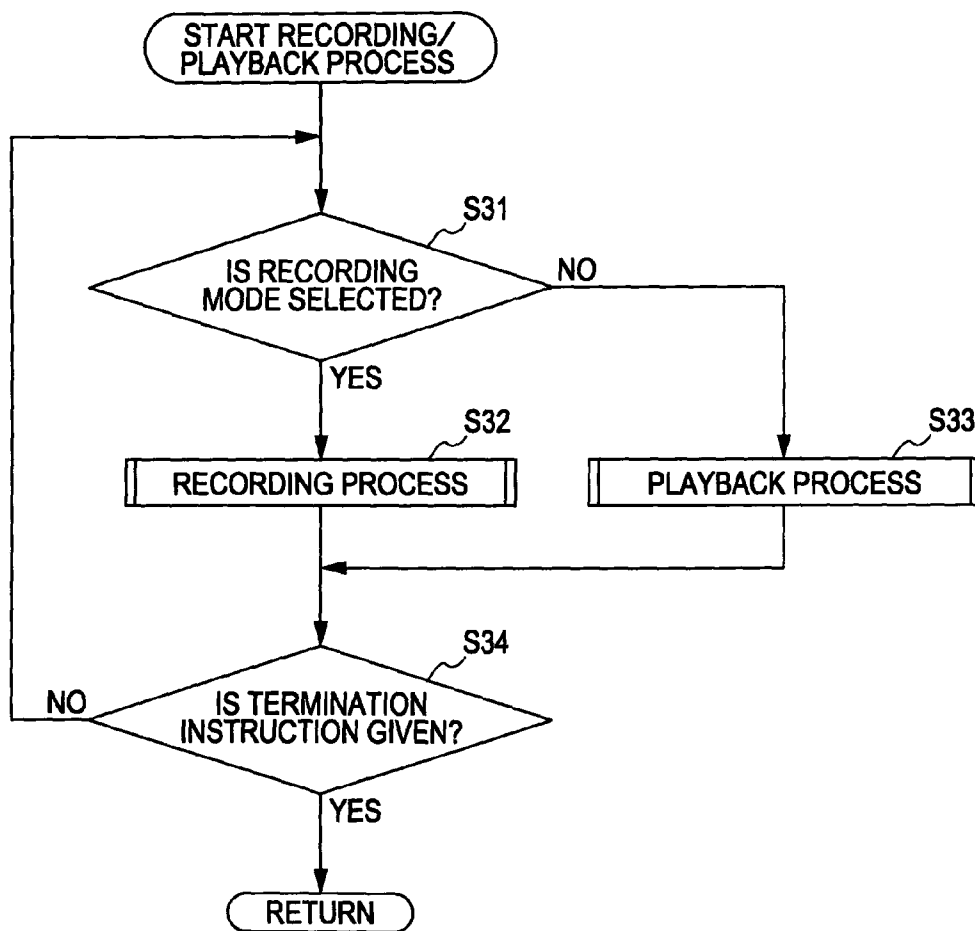 START RECORDING/
PLAYBACK PROCESS
S31
IS RECORDING
MODE SELECTED?
NO
YES
S32
RECORDING PROCESS
S33
PLAYBACK PROCESS
S34
IS TERMINATION
INSTRUCTION GIVEN?
NO
YES
RETURN